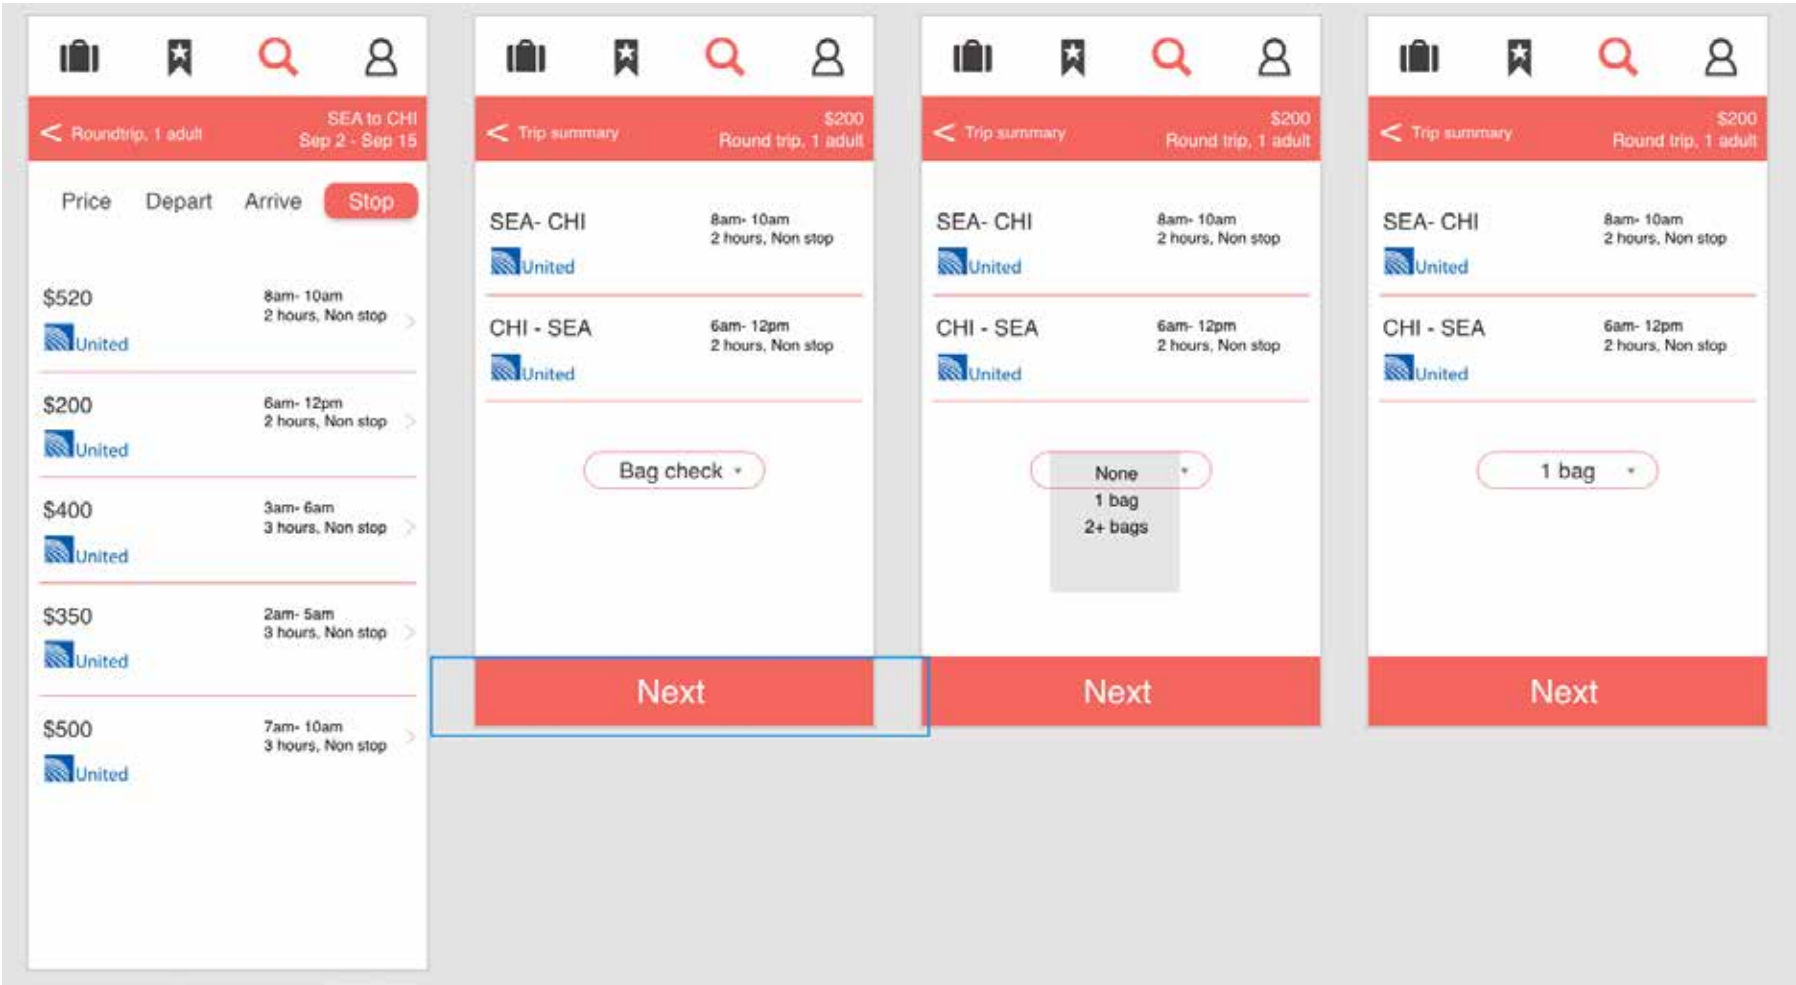 Roundtrip, 1 adult
SEA to CHI
Sep 2 - Sep 15
Price Depart Arrive Stop
$520
8am- 10am
2 hours, Non stop
United
$200
6am- 12pm
2 hours, Non stop
United
$400
3am- 6am
3 hours, Non stop
United
$350
2am- 5am
3 hours, Non stop
United
$500
7am- 10am
3 hours, Non stop
United
Trip summary
$200
Round trip, 1 adult
SEA- CHI
8am- 10am
2 hours, Non stop
United
CHI - SEA
6am- 12pm
2 hours, Non stop
United
Bag check
Next
Trip summary
$200
Round trip, 1 adult
SEA- CHI
8am- 10am
2 hours, Non stop
United
CHI - SEA
6am- 12pm
2 hours, Non stop
United
None
1 bag
2+ bags
Next
Trip summary
$200
Round trip, 1 adult
SEA- CHI
8am- 10am
2 hours, Non stop
United
CHI - SEA
6am- 12pm
2 hours, Non stop
United
1 bag
Next